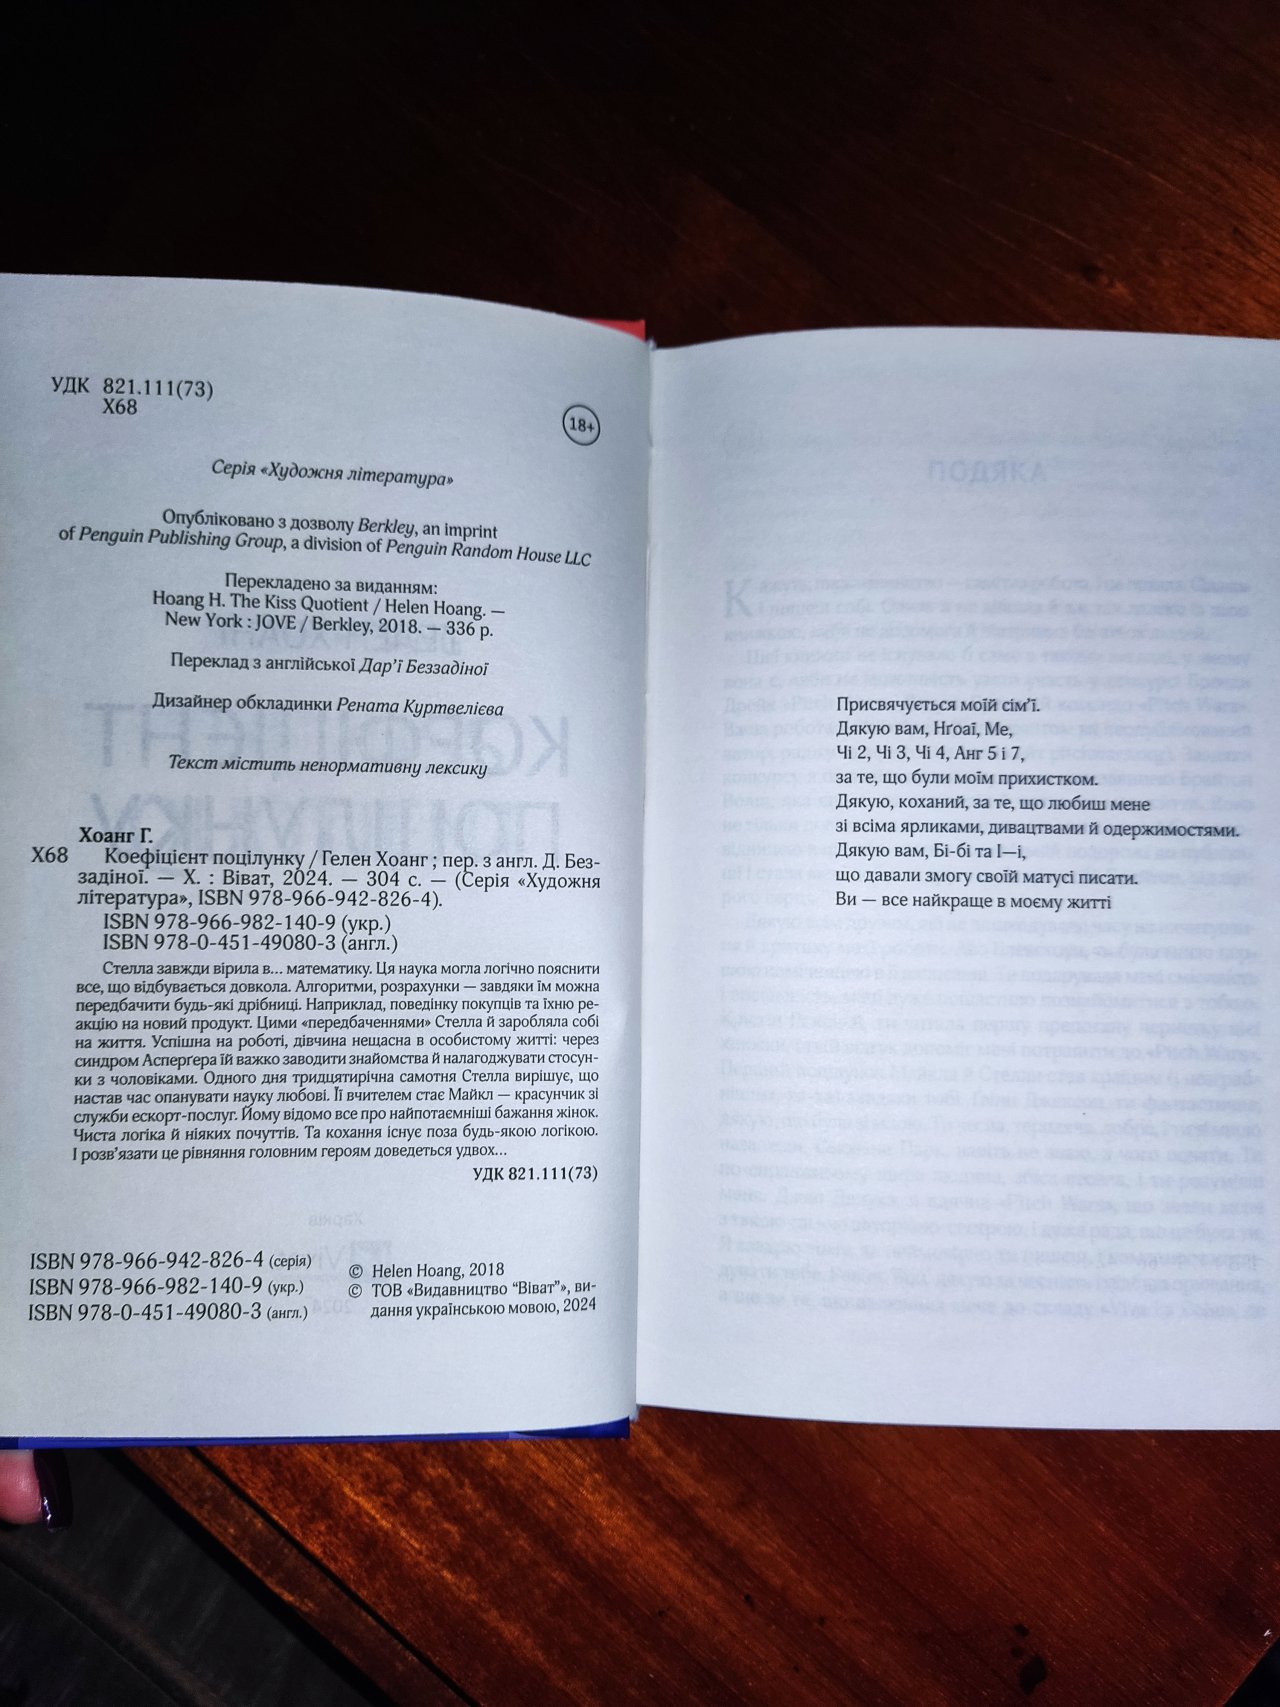 УДК 821.111(73)
Х68
18+
Серія «Художня література»
Опубліковано з дозволу Berkley, an imprint
of Penguin Publishing Group, a division of Penguin Random House LLC
Перекладено за виданням:
Hoang H. The Kiss Quotient / Helen Hoang. —
New York : JOVE / Berkley, 2018. — 336 p.
Переклад з англійської Дар’ї Беззадіної
Дизайнер обкладинки Рената Куртвелієва
Текст містить ненормативну лексику
Хоанг Г.
Х68 Коефіцієнт поцілунку / Гелен Хоанг ; пер. з англ. Д. Без-
задіної. — Х. : Віват, 2024. — 304 с. — (Серія «Художня
література», ISBN 978-966-942-826-4).
ISBN 978-966-982-140-9 (укр.)
ISBN 978-0-451-49080-3 (англ.)
Стелла завжди вірила в... математику. Ця наука могла логічно пояснити
все, що відбувається довкола. Алгоритми, розрахунки — завдяки їм можна
передбачити будь-які дрібниці. Наприклад, поведінку покупців та їхню ре-
акцію на новий продукт. Цими «передбаченнями» Стелла й заробляла собі
на життя. Успішна на роботі, дівчина нещасна в особистому житті: через
синдром Асперґера їй важко заводити знайомства й налагоджувати стосун-
ки з чоловіками. Одного дня тридцятирічна самотня Стелла вирішує, що
настав час опанувати науку любові. Її вчителем стає Майкл — красунчик зі
служби ескорт-послуг. Йому відомо все про найпотаємніші бажання жінок.
Чиста логіка й ніяких почуттів. Та кохання існує поза будь-якою логікою.
І розв’язати це рівняння головним героям доведеться удвох...
УДК 821.111(73)
ISBN 978-966-942-826-4 (серія)
ISBN 978-966-982-140-9 (укр.)
ISBN 978-0-451-49080-3 (англ.)
© Helen Hoang, 2018
© ТОВ «Видавництво “Віват”», ви-
дання українською мовою, 2024
Присвячується моїй сім’ї.
Дякую вам, Нґоаї, Ме,
Чі 2, Чі 3, Чі 4, Анг 5 і 7,
за те, що були моїм прихистком.
Дякую, коханий, за те, що любиш мене
зі всіма ярликами, дивацтвами й одержимостями.
Дякую вам, Бі-бі та І—і,
що давали змогу своїй матусі писати.
Ви — все найкраще в моєму житті